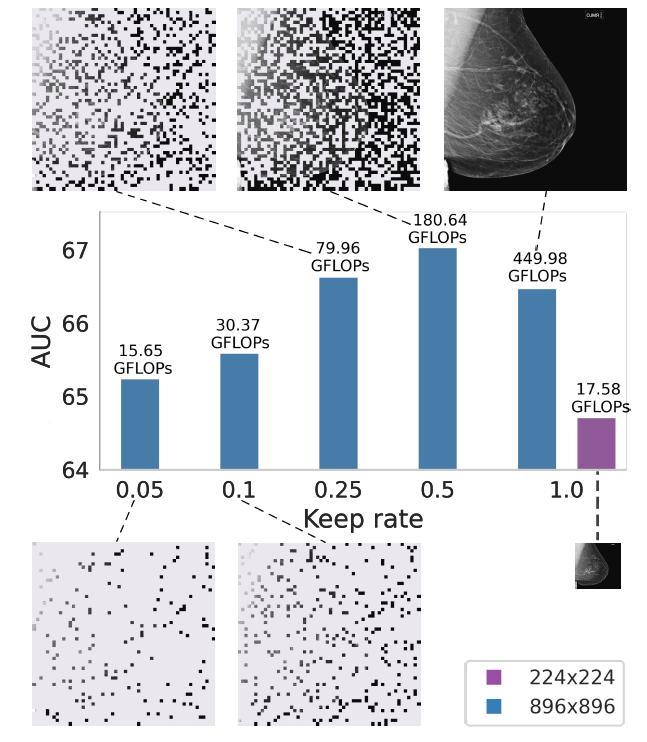 180.64
GFLOPs
79.96
GFLOPs
449.98
GFLOPs
30.37
GFLOPs
15.65
GFLOPs
17.58
GFLOPs
AUC
67
66
65
64
0.05 0.1 0.25 0.5 1.0
Keep rate
224x224
896x896